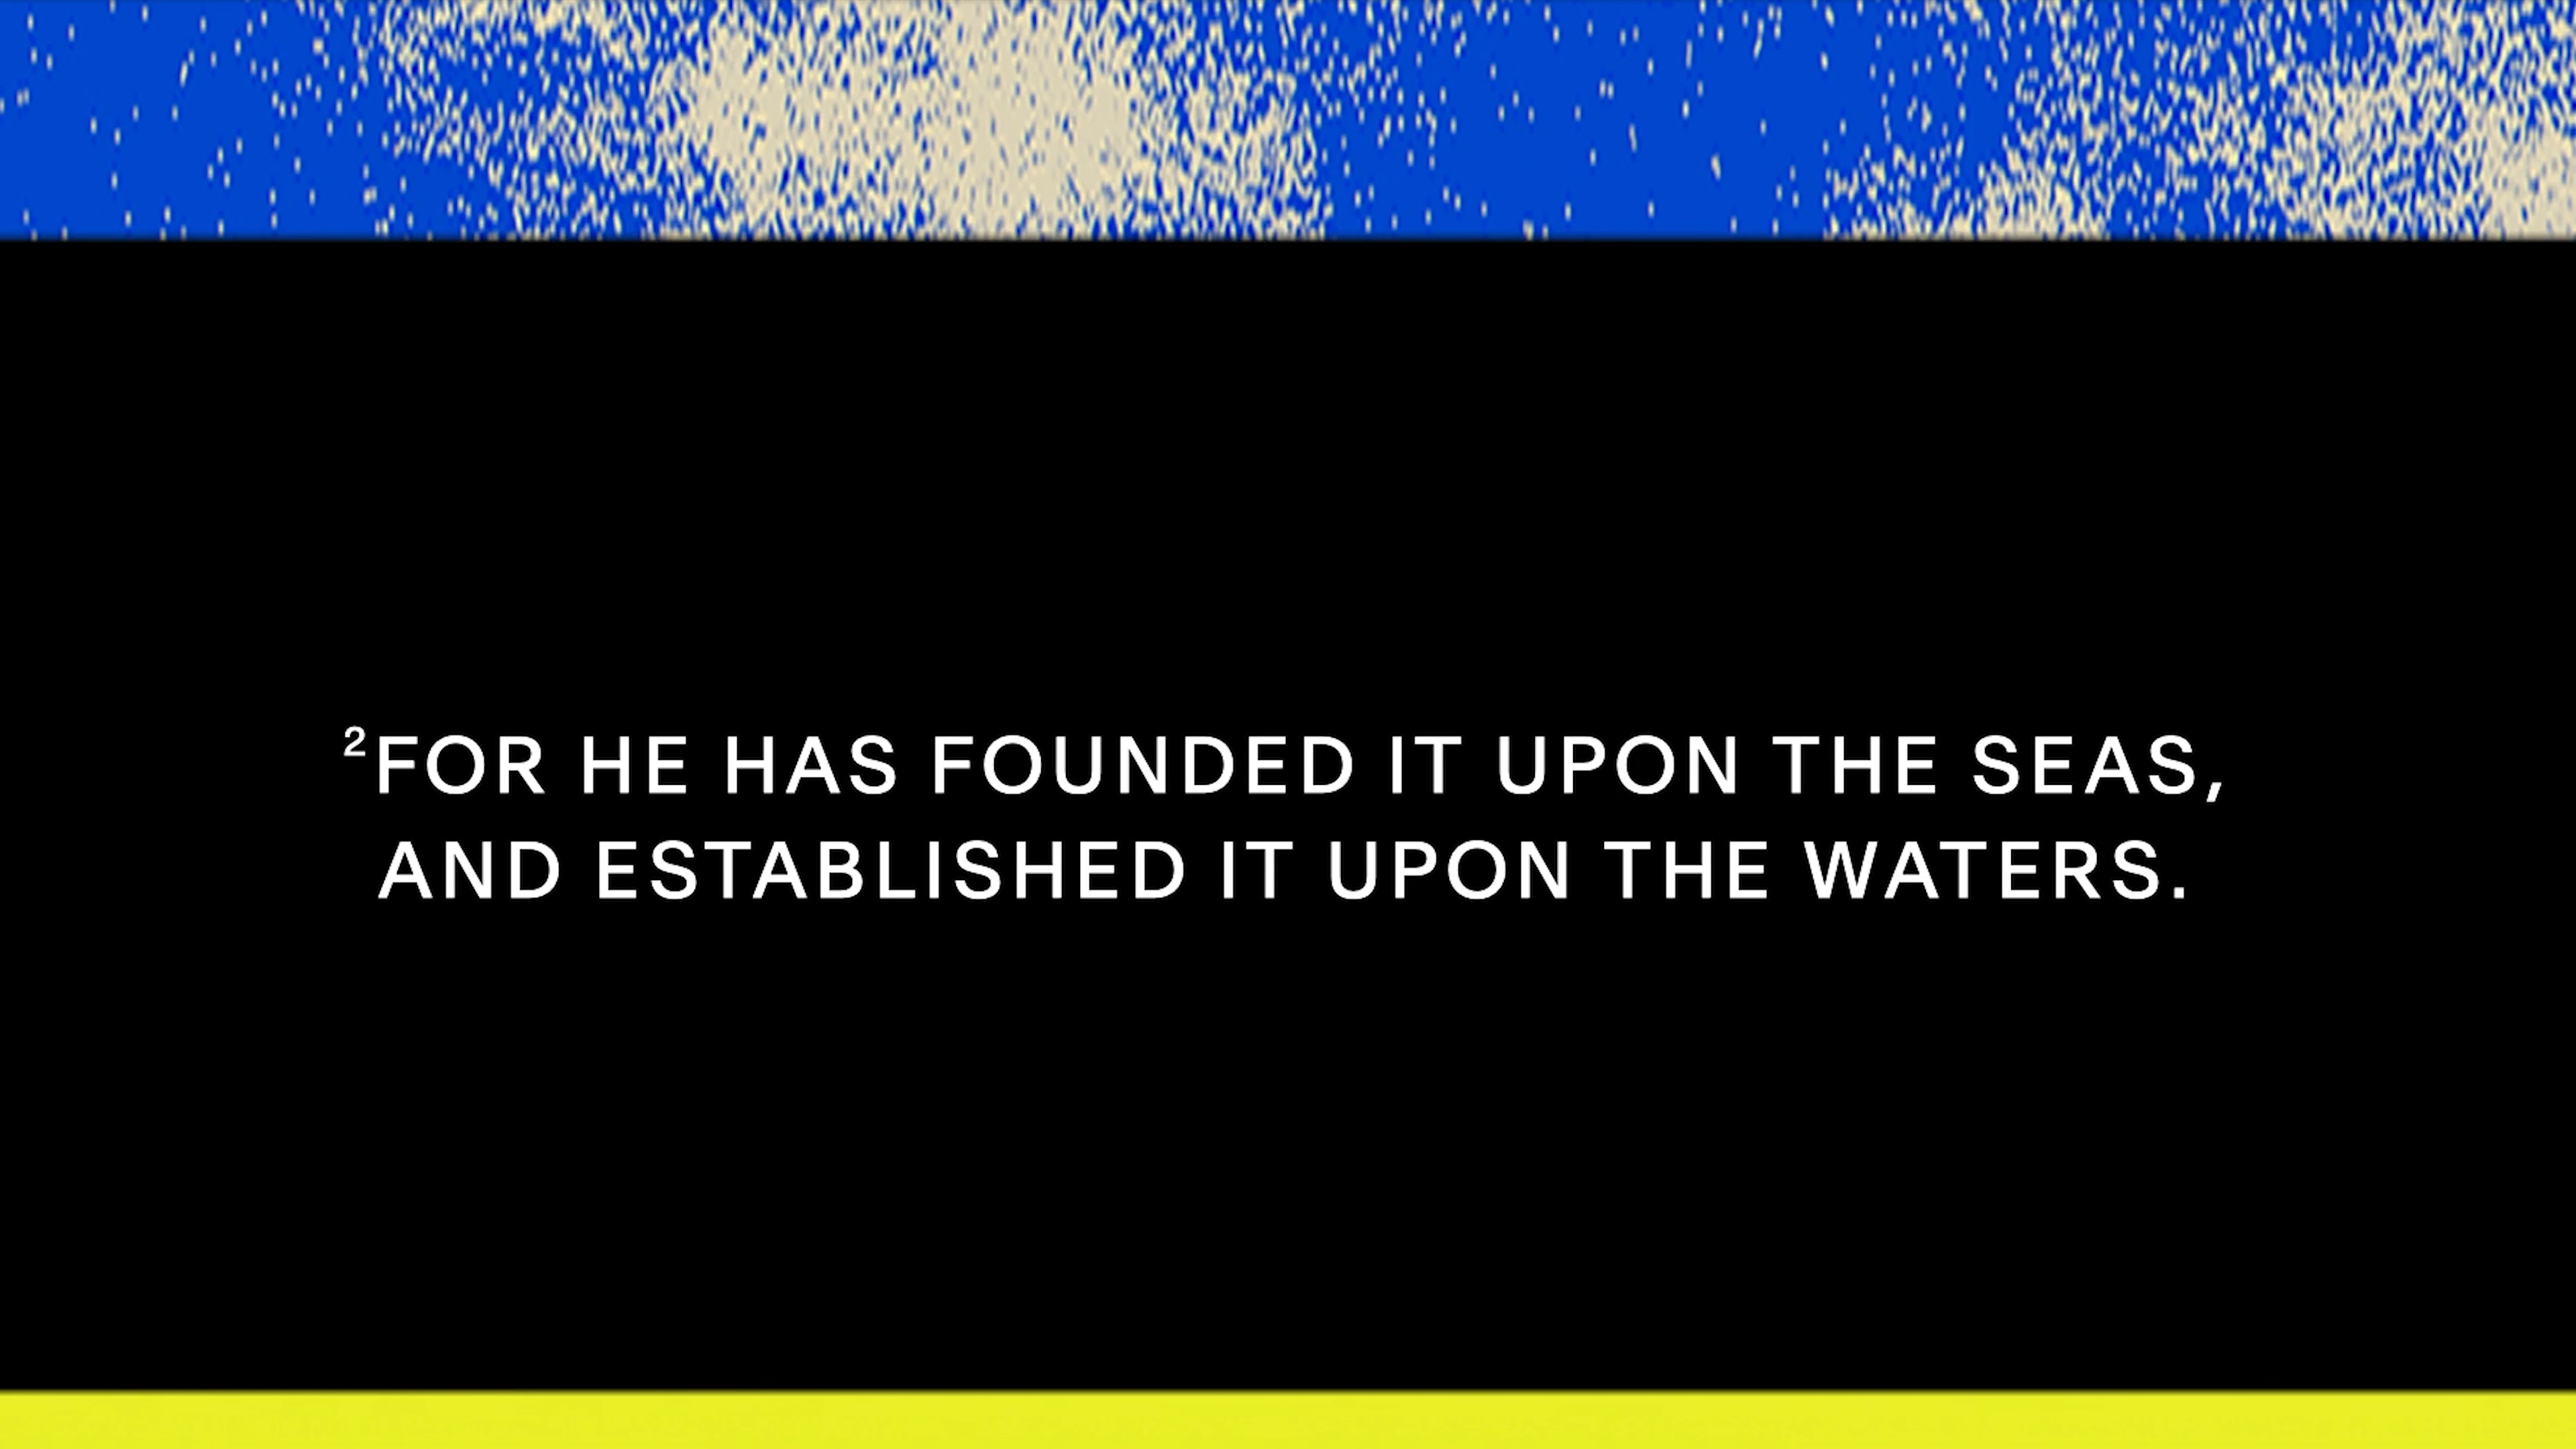 ²FOR HE HAS FOUNDED IT UPON THE SEAS,
AND ESTABLISHED IT UPON THE WATERS.